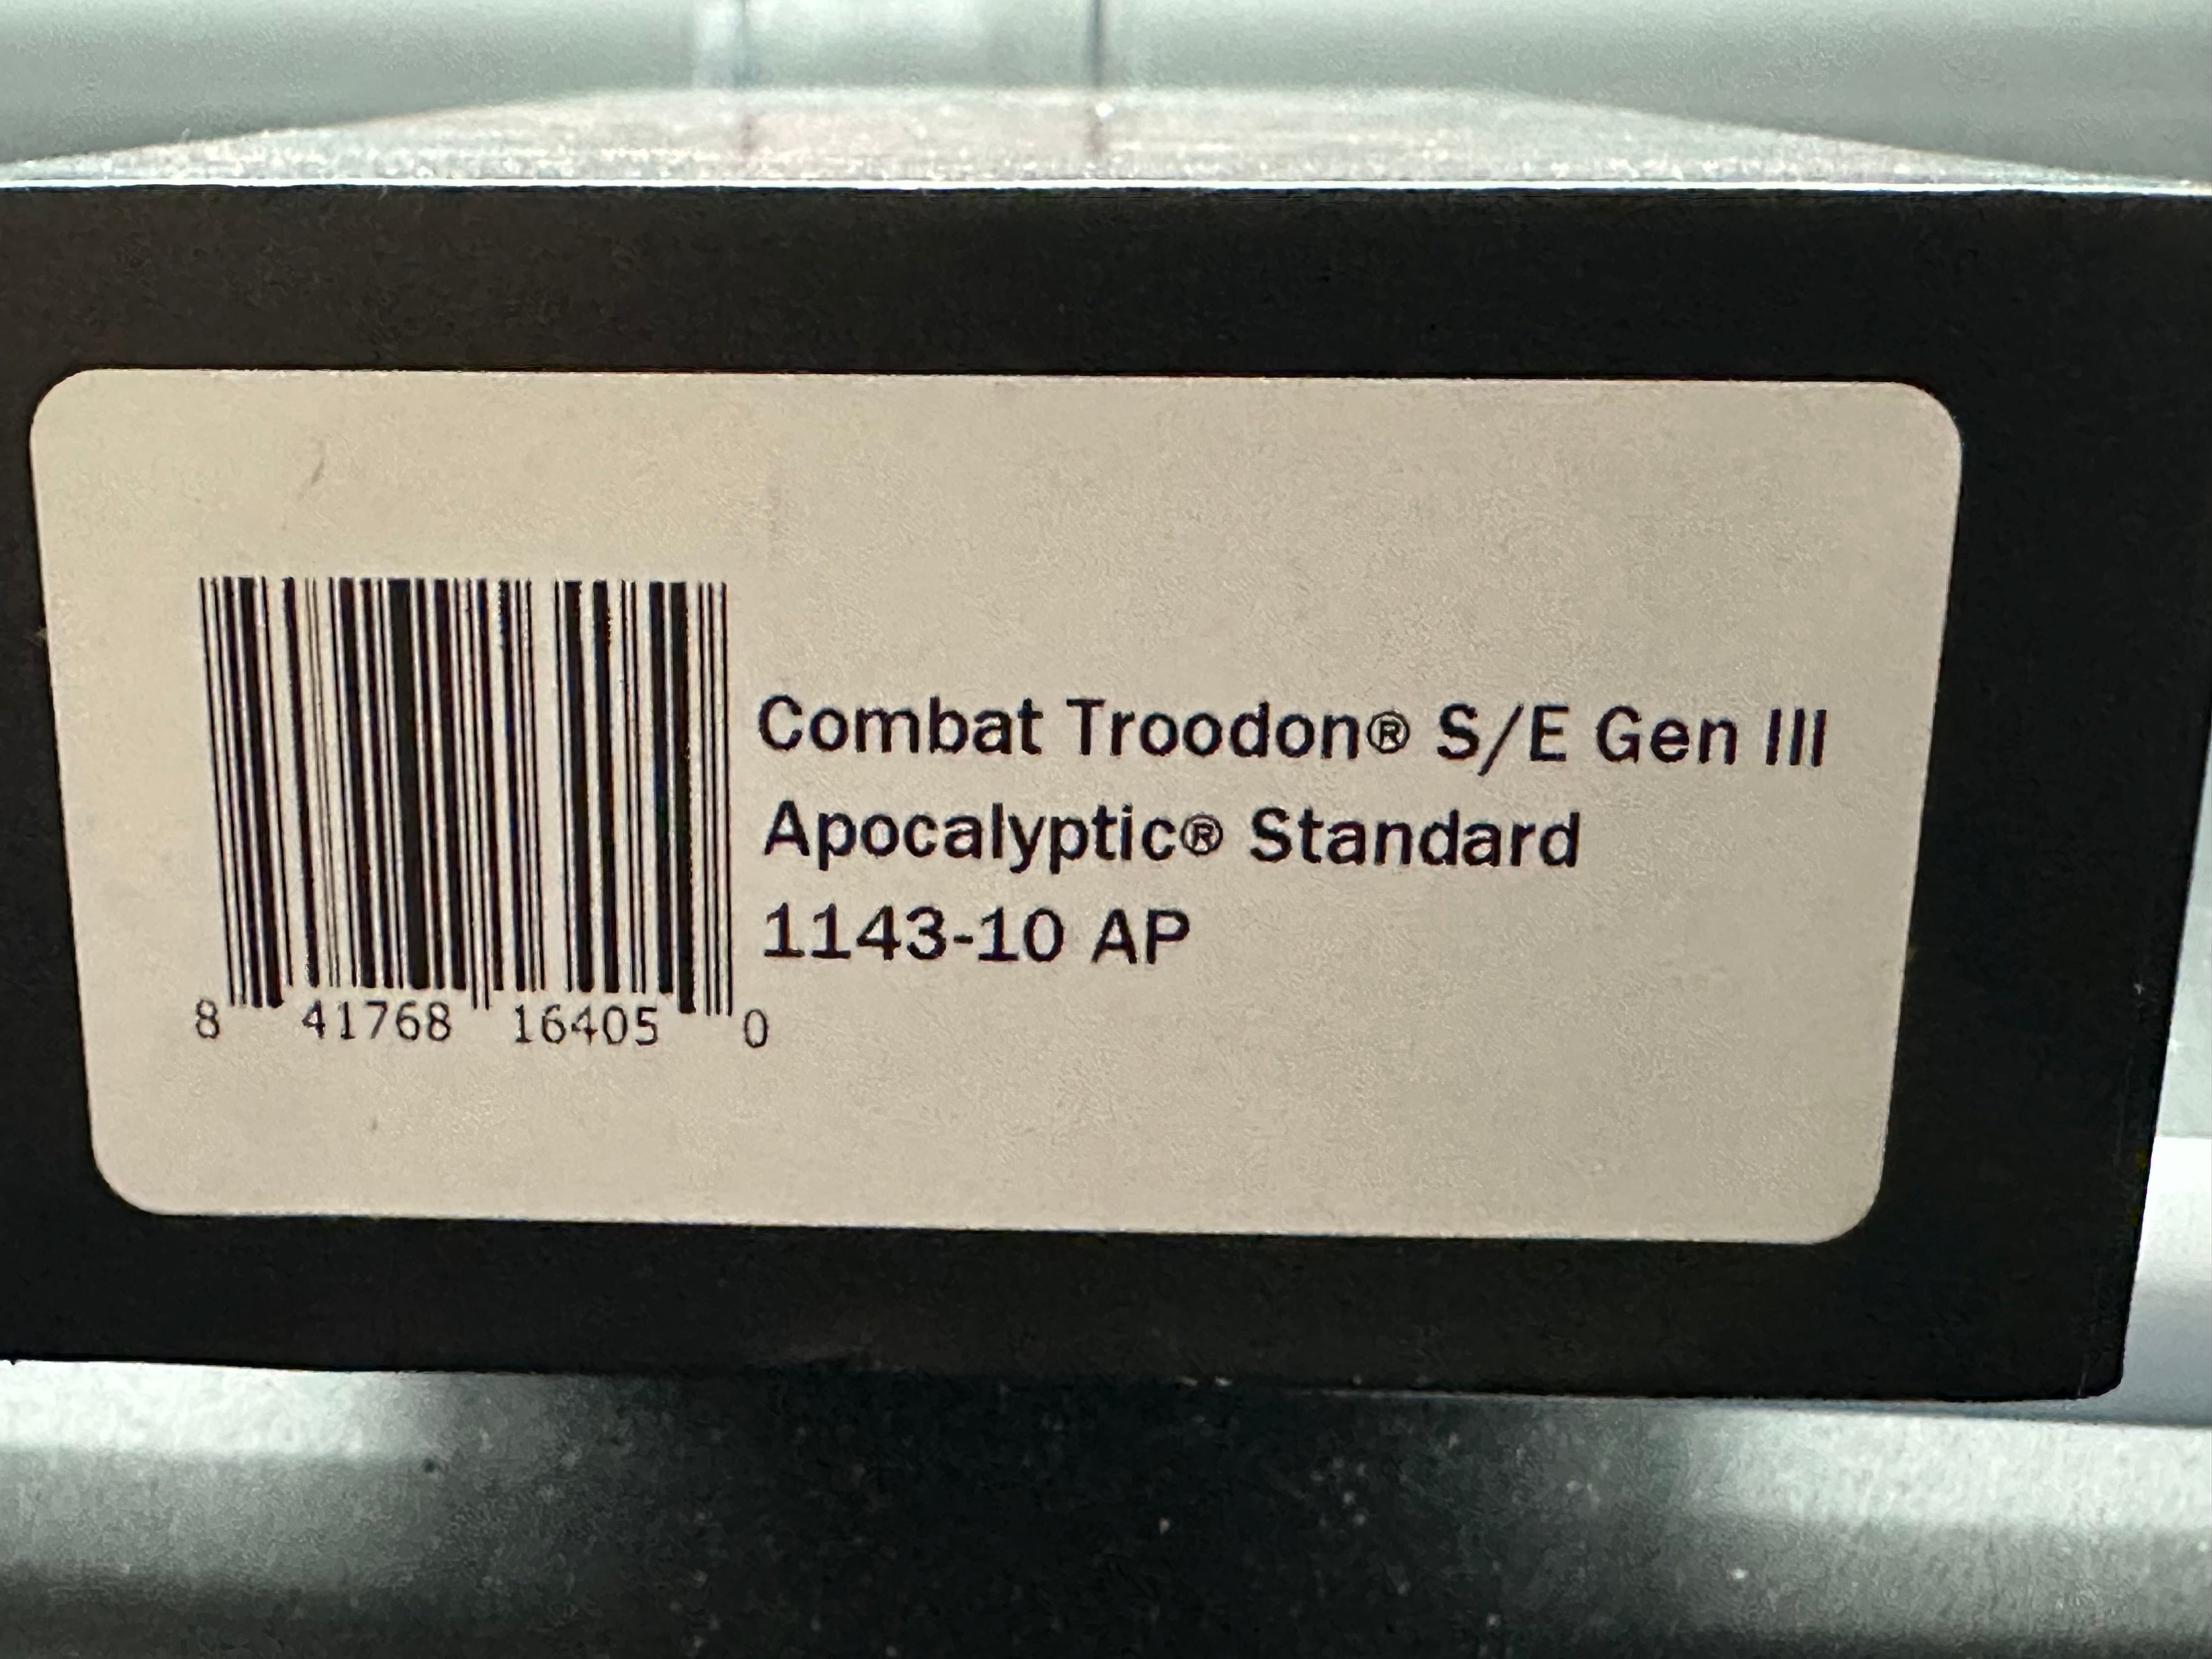 Combat Troodon® S/E Gen III
Apocalyptic® Standard
1143-10 AP
8 41768 16405 0